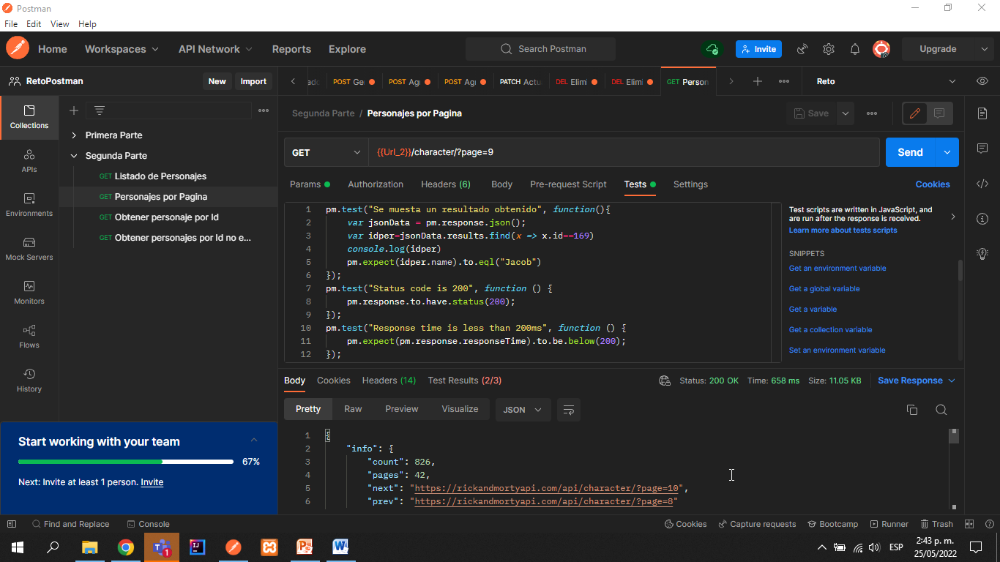 Postman
File Edit View Help
Home Workspaces API Network Reports Explore Search Postman Invite Upgrade
RetoPostman New Import
POST Ge POST Agr POST Agr PATCH Actu DEL Elimi DEL Elimi GET Person Reto
Collections
APIs
Environments
Mock Servers
Monitors
Flows
History
Primera Parte
Segunda Parte
GET Listado de Personajes
GET Personajes por Pagina
GET Obtener personaje por Id
GET Obtener personajes por Id no e...
Segunda Parte / Personajes por Pagina Save
GET {{Url_2}}/character/?page=9 Send
Params Authorization Headers (6) Body Pre-request Script Tests Settings Cookies
1 pm.test("Se muesta un resultado obtenido", function(){
2 var jsonData = pm.response.json();
3 var idper=jsonData.results.find(x => x.id==169)
4 console.log(idper)
5 pm.expect(idper.name).to.eql("Jacob")
6 });
7 pm.test("Status code is 200", function () {
8 pm.response.to.have.status(200);
9 });
10 pm.test("Response time is less than 200ms", function () {
11 pm.expect(pm.response.responseTime).to.be.below(200);
12 });
Test scripts are written in JavaScript, and
are run after the response is received.
Learn more about tests scripts
SNIPPETS
Get an environment variable
Get a global variable
Get a variable
Get a collection variable
Set an environment variable
Body Cookies Headers (14) Test Results (2/3) Status: 200 OK Time: 658 ms Size: 11.05 KB Save Response
Pretty Raw Preview Visualize JSON
1 {
2 "info": {
3 "count": 826,
4 "pages": 42,
5 "next": "https://rickandmortyapi.com/api/character/?page=10",
6 "prev": "https://rickandmortyapi.com/api/character/?page=8"
Start working with your team
67%
Next: Invite at least 1 person. Invite
Find and Replace Console Cookies Capture requests Bootcamp Runner Trash
1 ESP 2:43 p. m.
25/05/2022